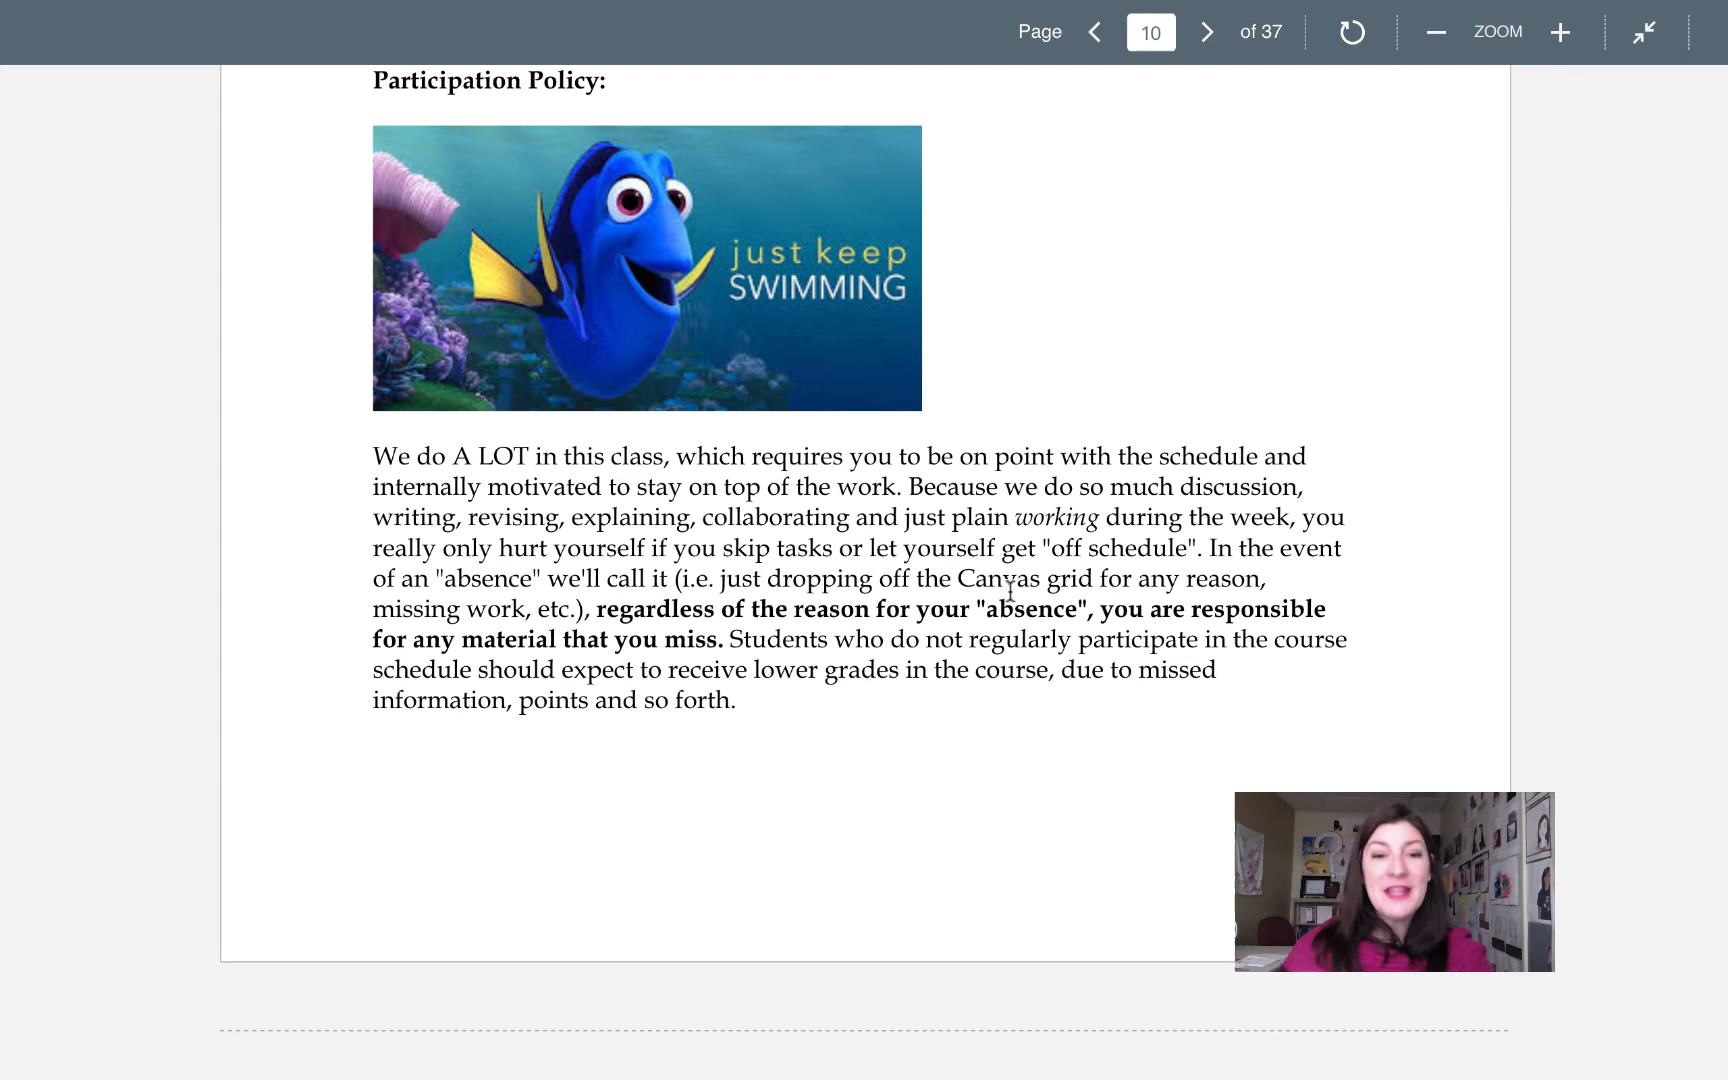 Page 10 of 37 ZOOM
Participation Policy:
just keep
SWIMMING
We do A LOT in this class, which requires you to be on point with the schedule and
internally motivated to stay on top of the work. Because we do so much discussion,
writing, revising, explaining, collaborating and just plain working during the week, you
really only hurt yourself if you skip tasks or let yourself get "off schedule". In the event
of an "absence" we'll call it (i.e. just dropping off the Canvas grid for any reason,
missing work, etc.), regardless of the reason for your "absence", you are responsible
for any material that you miss. Students who do not regularly participate in the course
schedule should expect to receive lower grades in the course, due to missed
information, points and so forth.